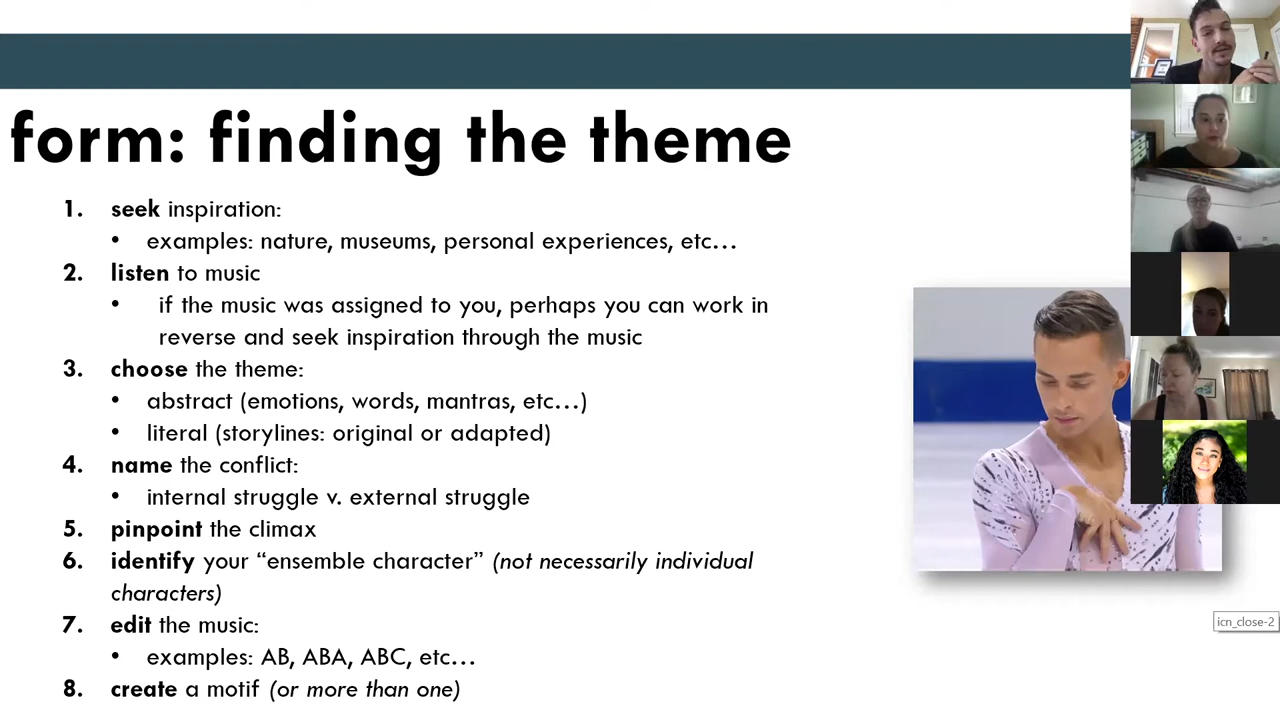 form: finding the theme
1. seek inspiration:
• examples: nature, museums, personal experiences, etc…
2. listen to music
• if the music was assigned to you, perhaps you can work in
reverse and seek inspiration through the music
3. choose the theme:
• abstract (emotions, words, mantras, etc…)
• literal (storylines: original or adapted)
4. name the conflict:
• internal struggle v. external struggle
5. pinpoint the climax
6. identify your “ensemble character” (not necessarily individual
characters)
7. edit the music:
• examples: AB, ABA, ABC, etc…
8. create a motif (or more than one)
icn_close-2